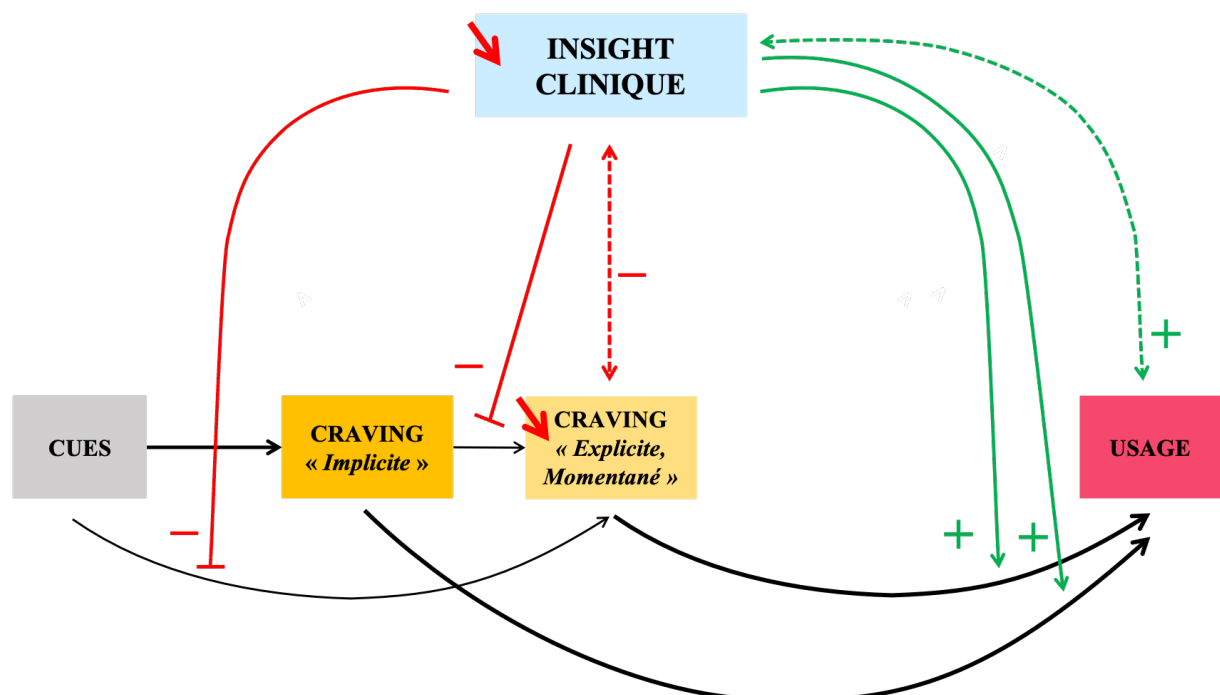 INSIGHT
CLINIQUE
+
−
−
CUES
CRAVING
« Implicite »
CRAVING
« Explicite,
Momentané »
USAGE
−
+
+